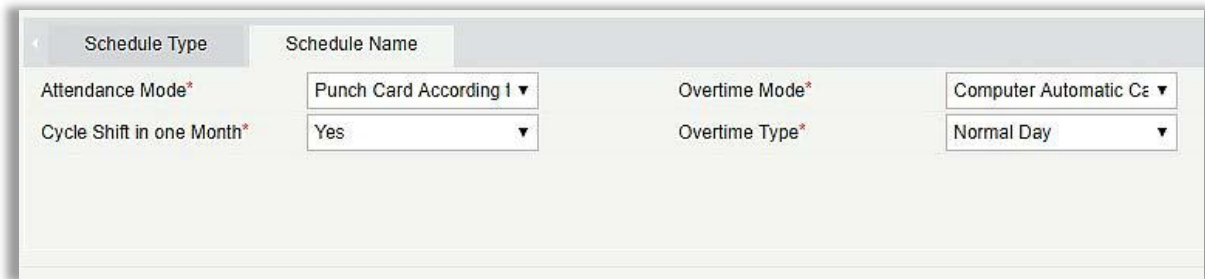 Schedule Type Schedule Name
Attendance Mode* Punch Card According Overtime Mode* Computer Automatic
Cycle Shift in one Month* Yes Overtime Type* Normal Day